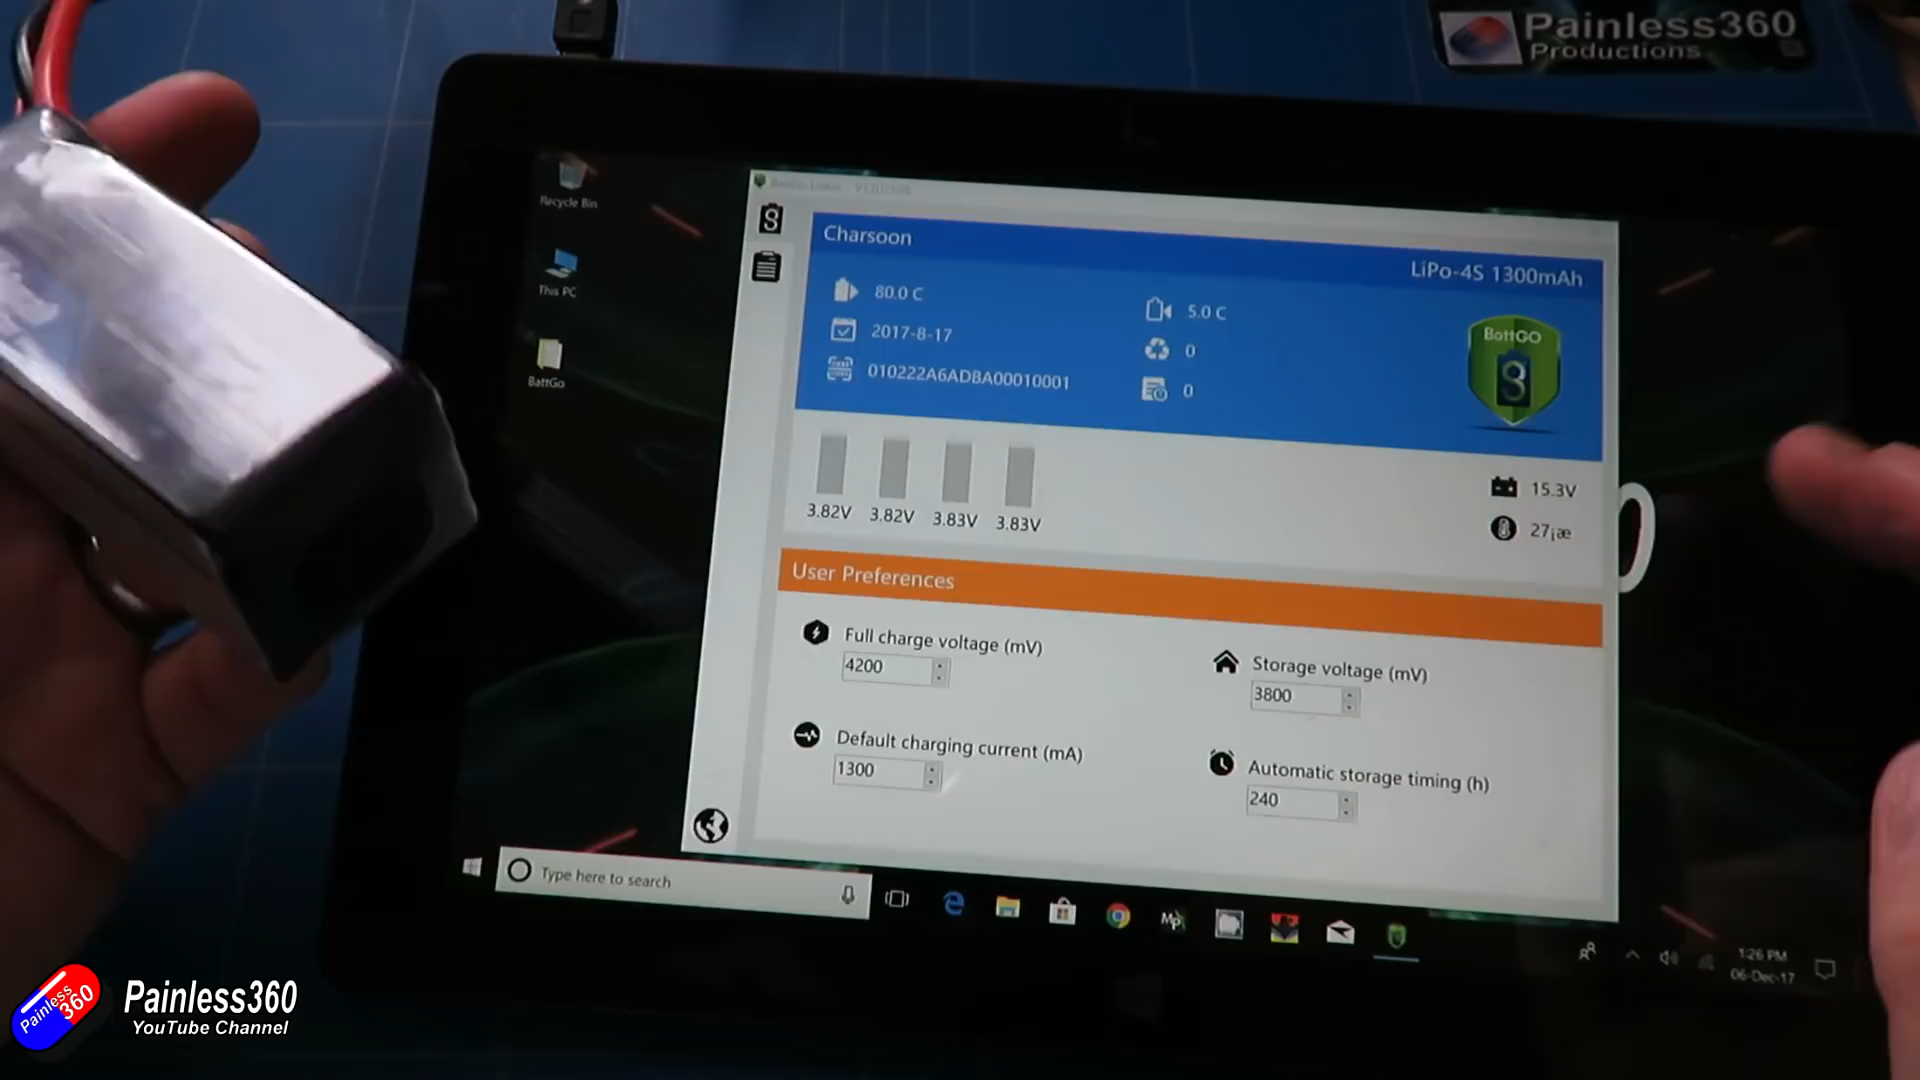 Painless360
Productions
Recycle Bin
This PC
BattGo
Charsoon
LiPo-4S 1300mAh
80.0 C
5.0 C
2017-8-17
0
010222A6ADBA00010001
0
BattGO
3.82V
3.82V
3.83V
3.83V
15.3V
27¡æ
User Preferences
Full charge voltage (mV)
4200
Storage voltage (mV)
3800
Default charging current (mA)
1300
Automatic storage timing (h)
240
Type here to search
Mp
1:26 PM
06-Dec-17
Painless
360
Painless360
YouTube Channel